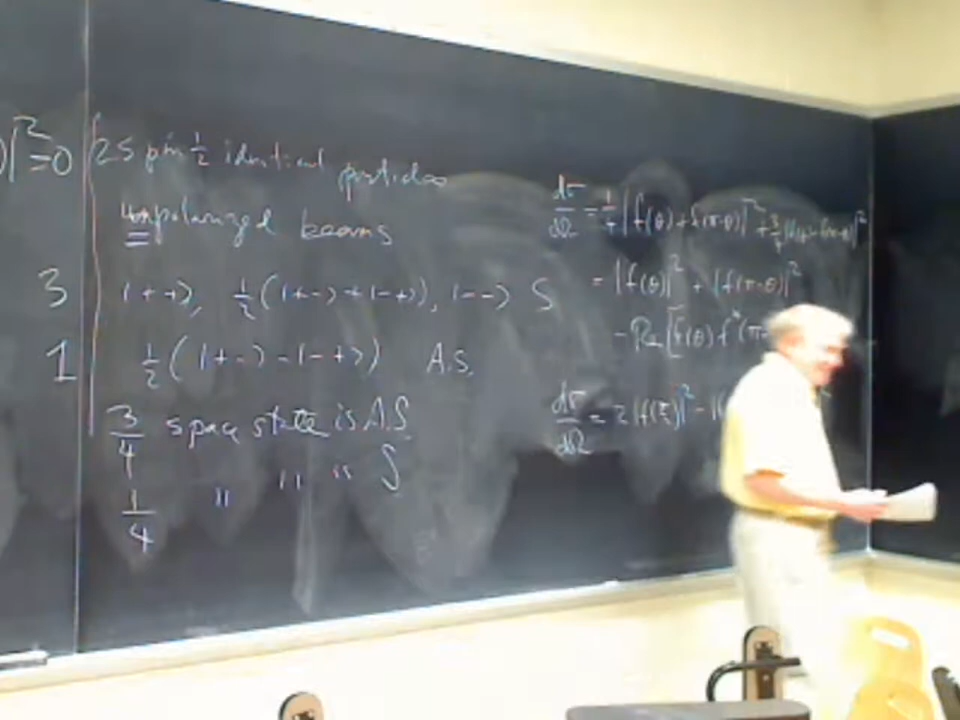 )|²=0
2 Spin 1/2 identical particles
unpolarized beams
3 |++⟩, 1/2(|+-⟩+|-+⟩), |--⟩ S
1 1/2(|+-⟩-|-+⟩) A.S.
3/4 space state is A.S.
1/4 " " " S
dσ/dΩ = 1/4|f(θ)+f(π-θ)|²+3/4|f(θ)-f(π-θ)|²
= |f(θ)|² + |f(π-θ)|²
-Re[f(θ)f*(π-
dσ/dΩ = 2|f(π/2)|² - |f(